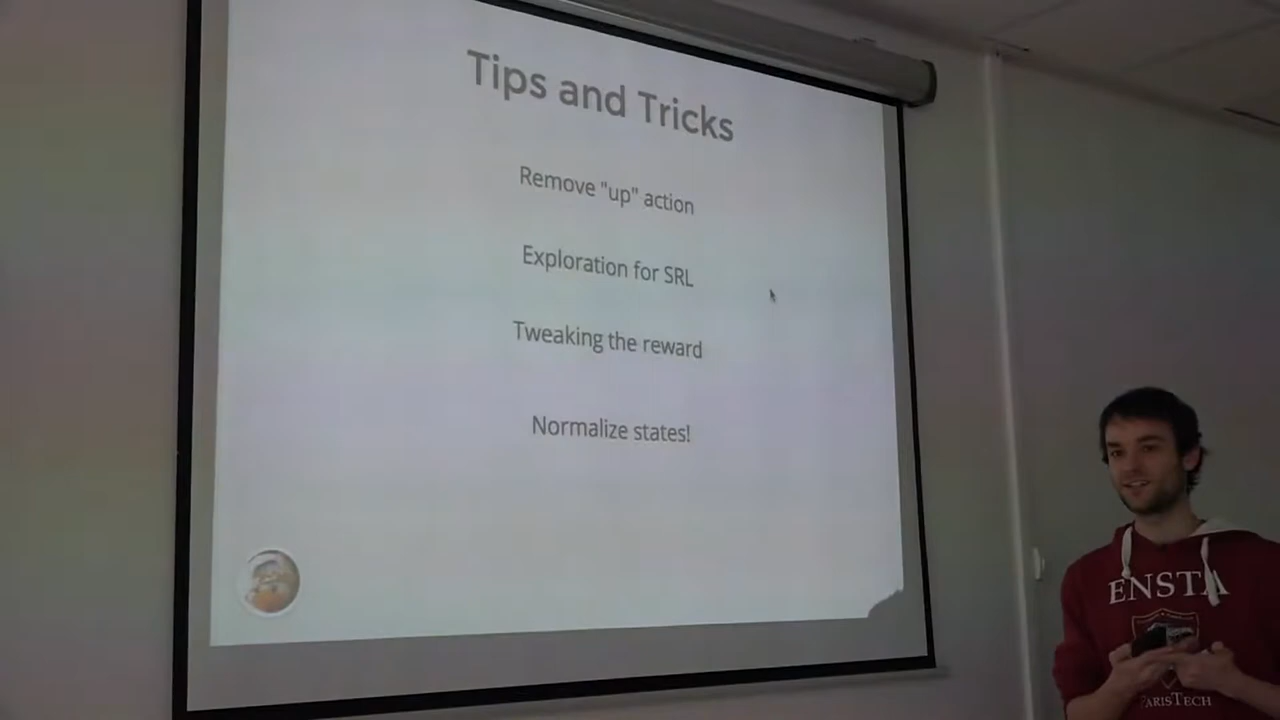 Tips and Tricks
Remove "up" action
Exploration for SRL
Tweaking the reward
Normalize states!
ENSTA
PARISTECH